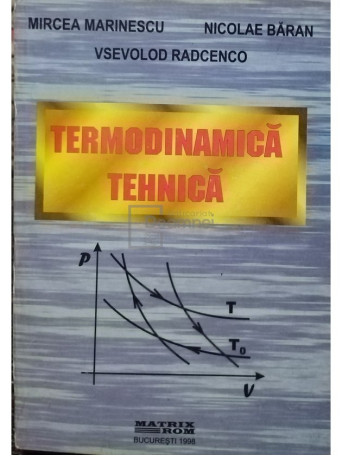 MIRCEA MARINESCU NICOLAE BĂRAN
VSEVOLOD RADCENCO
TERMODINAMICĂ
TEHNICĂ
p
T
T₀
V
MATRIX
ROM
BUCUREŞTI 1998